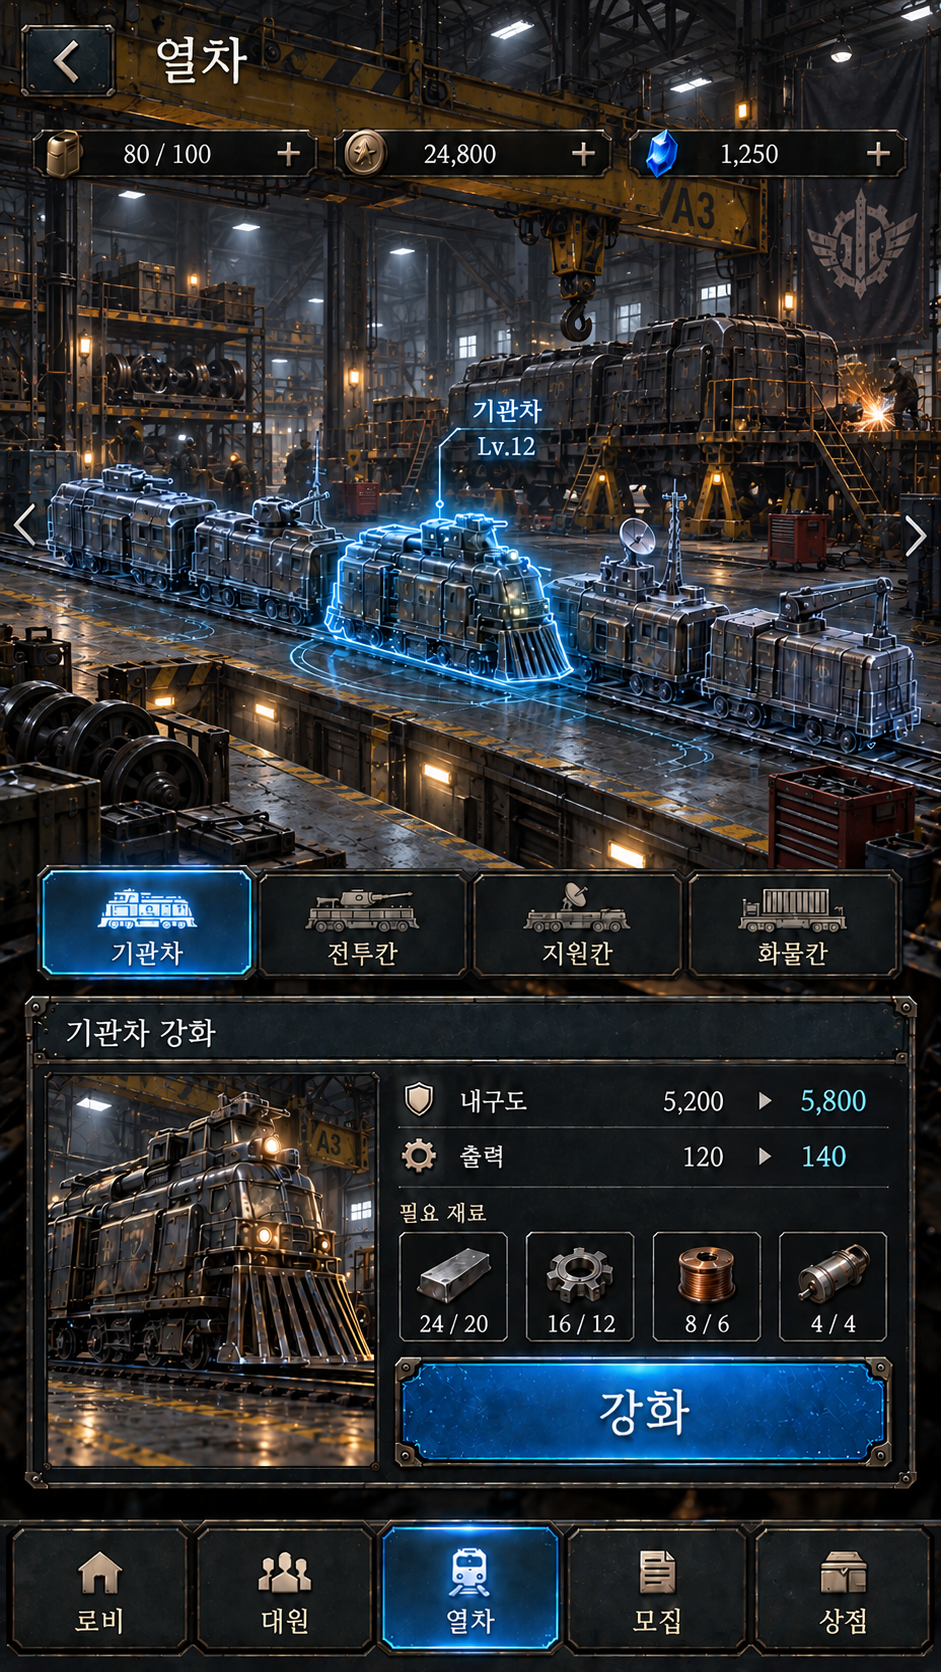 열차
80 / 100
24,800
1,250
A3
기관차
Lv.12
기관차
전투칸
지원칸
화물칸
기관차 강화
A3
내구도 5,200 5,800
출력 120 140
필요 재료
24 / 20
16 / 12
8 / 6
4 / 4
강화
로비
대원
열차
모집
상점